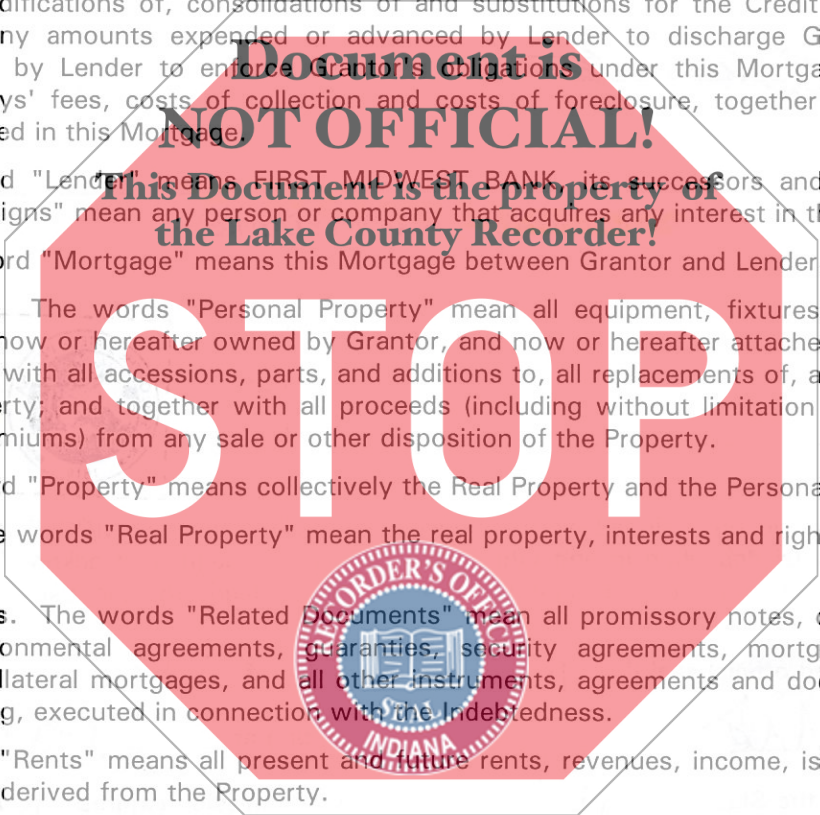 difications of, consolidations of and substitutions for the Credit
ny amounts expended or advanced by Lender to discharge G
by Lender to enforce Grantor's obligations under this Mortga
ys' fees, costs of collection and costs of foreclosure, together
ed in this Mortgage.
Document is
NOT OFFICIAL!
This Document is the property of
the Lake County Recorder!
d "Lender" means FIRST MIDWEST BANK, its successors and
igns" mean any person or company that acquires any interest in th
ord "Mortgage" means this Mortgage between Grantor and Lender
The words "Personal Property" mean all equipment, fixtures
now or hereafter owned by Grantor, and now or hereafter attache
with all accessions, parts, and additions to, all replacements of, a
rty; and together with all proceeds (including without limitation
miums) from any sale or other disposition of the Property.
STOP
d "Property" means collectively the Real Property and the Persona
e words "Real Property" mean the real property, interests and righ
s. The words "Related Documents" mean all promissory notes, c
onmental agreements, guaranties, security agreements, mortg
llateral mortgages, and all other instruments, agreements and do
g, executed in connection with the Indebtedness.
RECORDER'S OFFICE
SEAL
INDIANA
"Rents" means all present and future rents, revenues, income, is
derived from the Property.